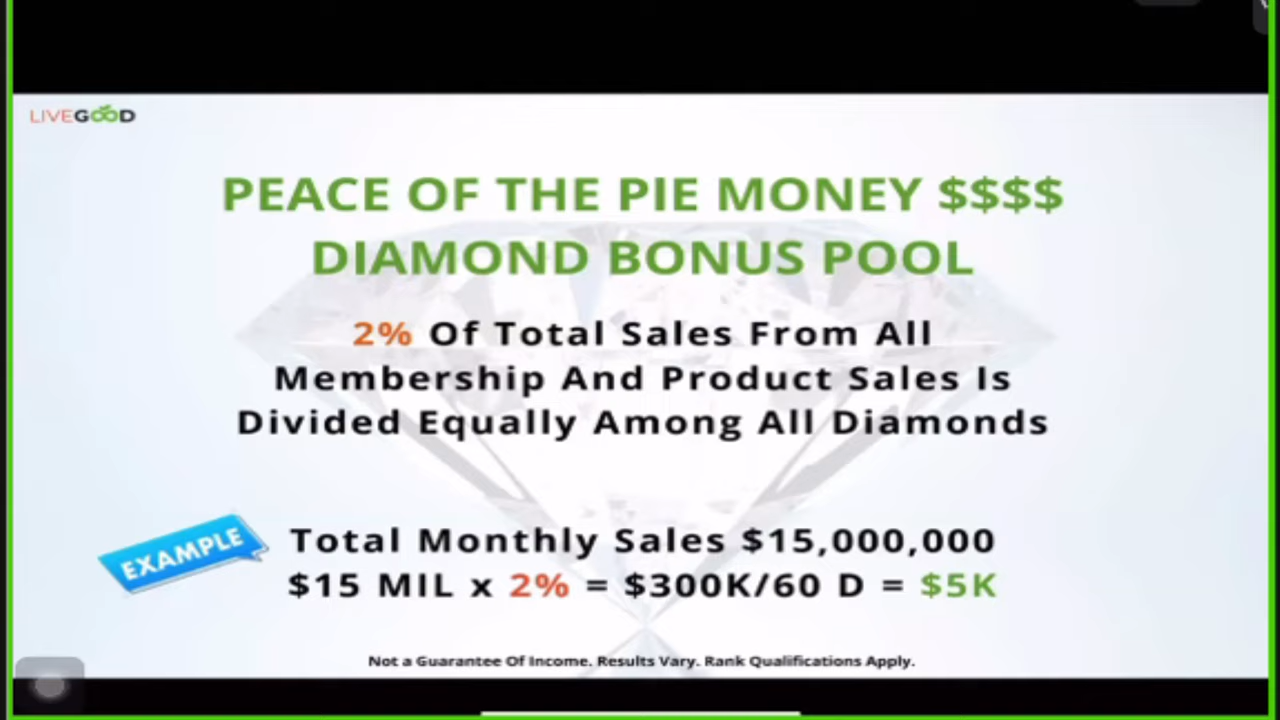 LIVEGOOD
PEACE OF THE PIE MONEY $$$$
DIAMOND BONUS POOL
2% Of Total Sales From All
Membership And Product Sales Is
Divided Equally Among All Diamonds
EXAMPLE
Total Monthly Sales $15,000,000
$15 MIL x 2% = $300K/60 D = $5K
Not a Guarantee Of Income. Results Vary. Rank Qualifications Apply.